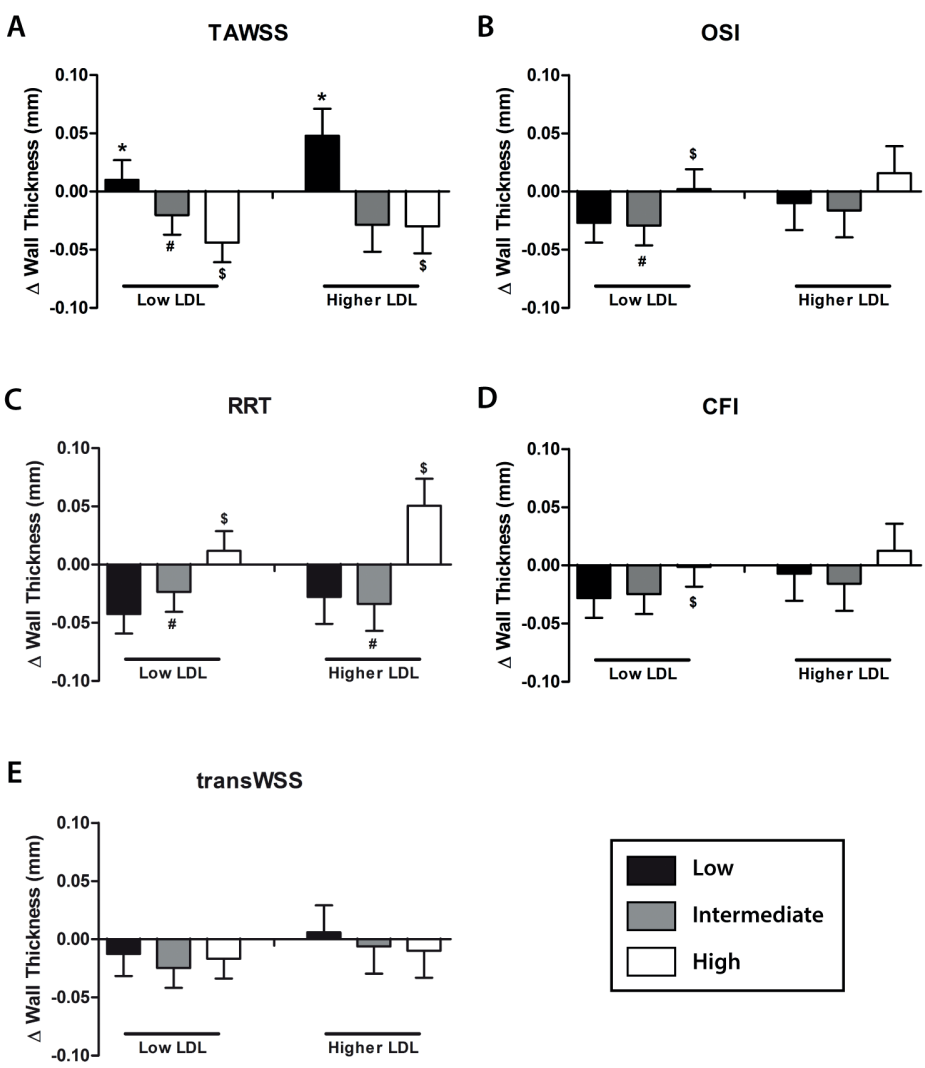 A
TAWSS
Δ Wall Thickness (mm)
0.10
0.05
0.00
-0.05
-0.10
*
#
$
*
$
Low LDL
Higher LDL
B
OSI
Δ Wall Thickness (mm)
0.10
0.05
0.00
-0.05
-0.10
#
$
Low LDL
Higher LDL
C
RRT
Δ Wall Thickness (mm)
0.10
0.05
0.00
-0.05
-0.10
#
$
#
$
Low LDL
Higher LDL
D
CFI
Δ Wall Thickness (mm)
0.10
0.05
0.00
-0.05
-0.10
$
Low LDL
Higher LDL
E
transWSS
Δ Wall Thickness (mm)
0.10
0.05
0.00
-0.05
-0.10
Low LDL
Higher LDL
Low
Intermediate
High